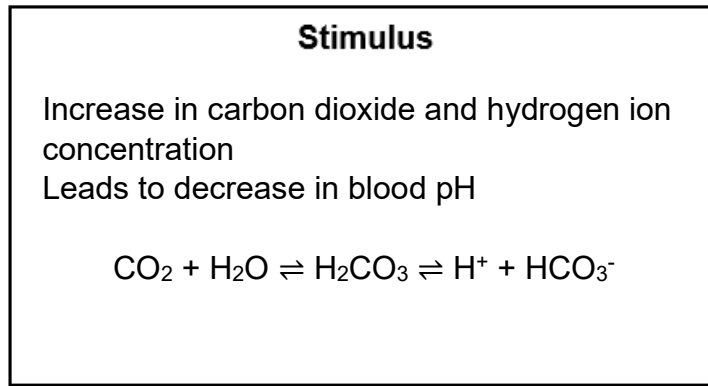 Stimulus
Increase in carbon dioxide and hydrogen ion
concentration
Leads to decrease in blood pH
CO₂ + H₂O ⇌ H₂CO₃ ⇌ H⁺ + HCO₃⁻